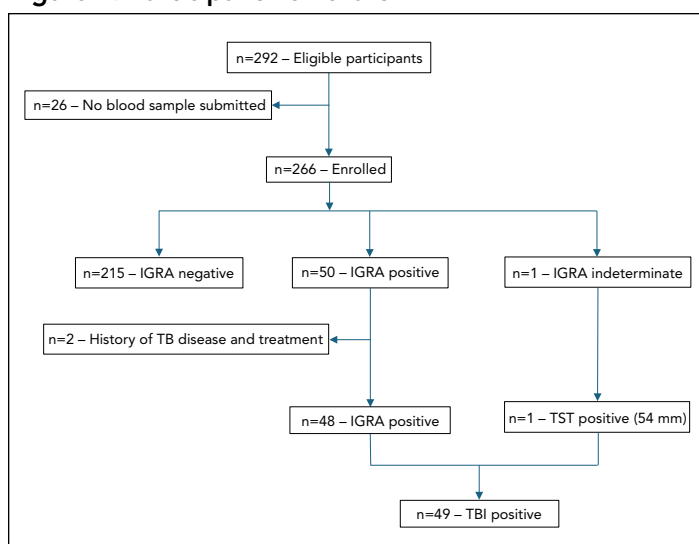 n=292 – Eligible participants
n=26 – No blood sample submitted
n=266 – Enrolled
n=215 – IGRA negative
n=50 – IGRA positive
n=1 – IGRA indeterminate
n=2 – History of TB disease and treatment
n=48 – IGRA positive
n=1 – TST positive (54 mm)
n=49 – TBI positive